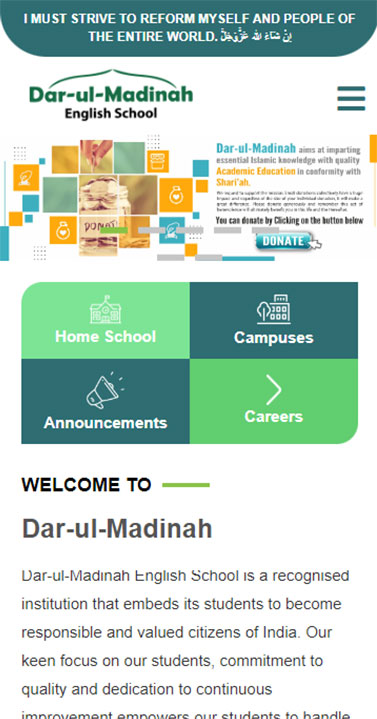 I MUST STRIVE TO REFORM MYSELF AND PEOPLE OF
THE ENTIRE WORLD. اِنْ شَآءَ اللہ عَزَّوَجَلَّ
Dar-ul-Madinah
English School
Dar-ul-Madinah aims at imparting
essential Islamic knowledge with quality
Academic Education in conformity with
Shari'ah.
You can donate by Clicking on the button below
DONATE
DONATE
Home School
Campuses
Announcements
Careers
WELCOME TO
Dar-ul-Madinah
Dar-ul-Madinah English School is a recognised
institution that embeds its students to become
responsible and valued citizens of India. Our
keen focus on our students, commitment to
quality and dedication to continuous
improvement empowers our students to handle